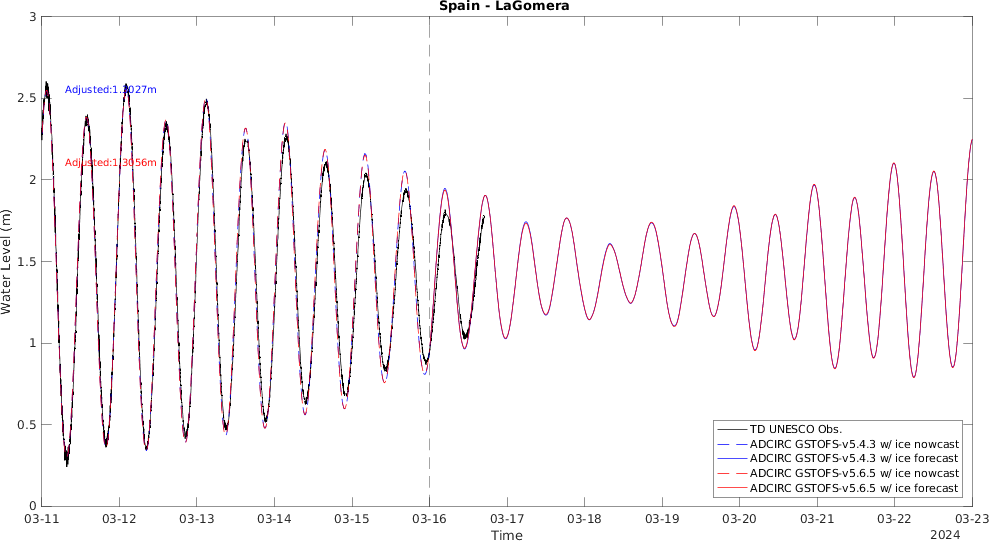 Spain - LaGomera
3
2.5
2
1.5
1
0.5
0
Water Level (m)
Adjusted:1.3027m
Adjusted:1.3056m
TD UNESCO Obs.
ADCIRC GSTOFS-v5.4.3 w/ ice nowcast
ADCIRC GSTOFS-v5.4.3 w/ ice forecast
ADCIRC GSTOFS-v5.6.5 w/ ice nowcast
ADCIRC GSTOFS-v5.6.5 w/ ice forecast
03-11 03-12 03-13 03-14 03-15 03-16 03-17 03-18 03-19 03-20 03-21 03-22 03-23
Time
2024